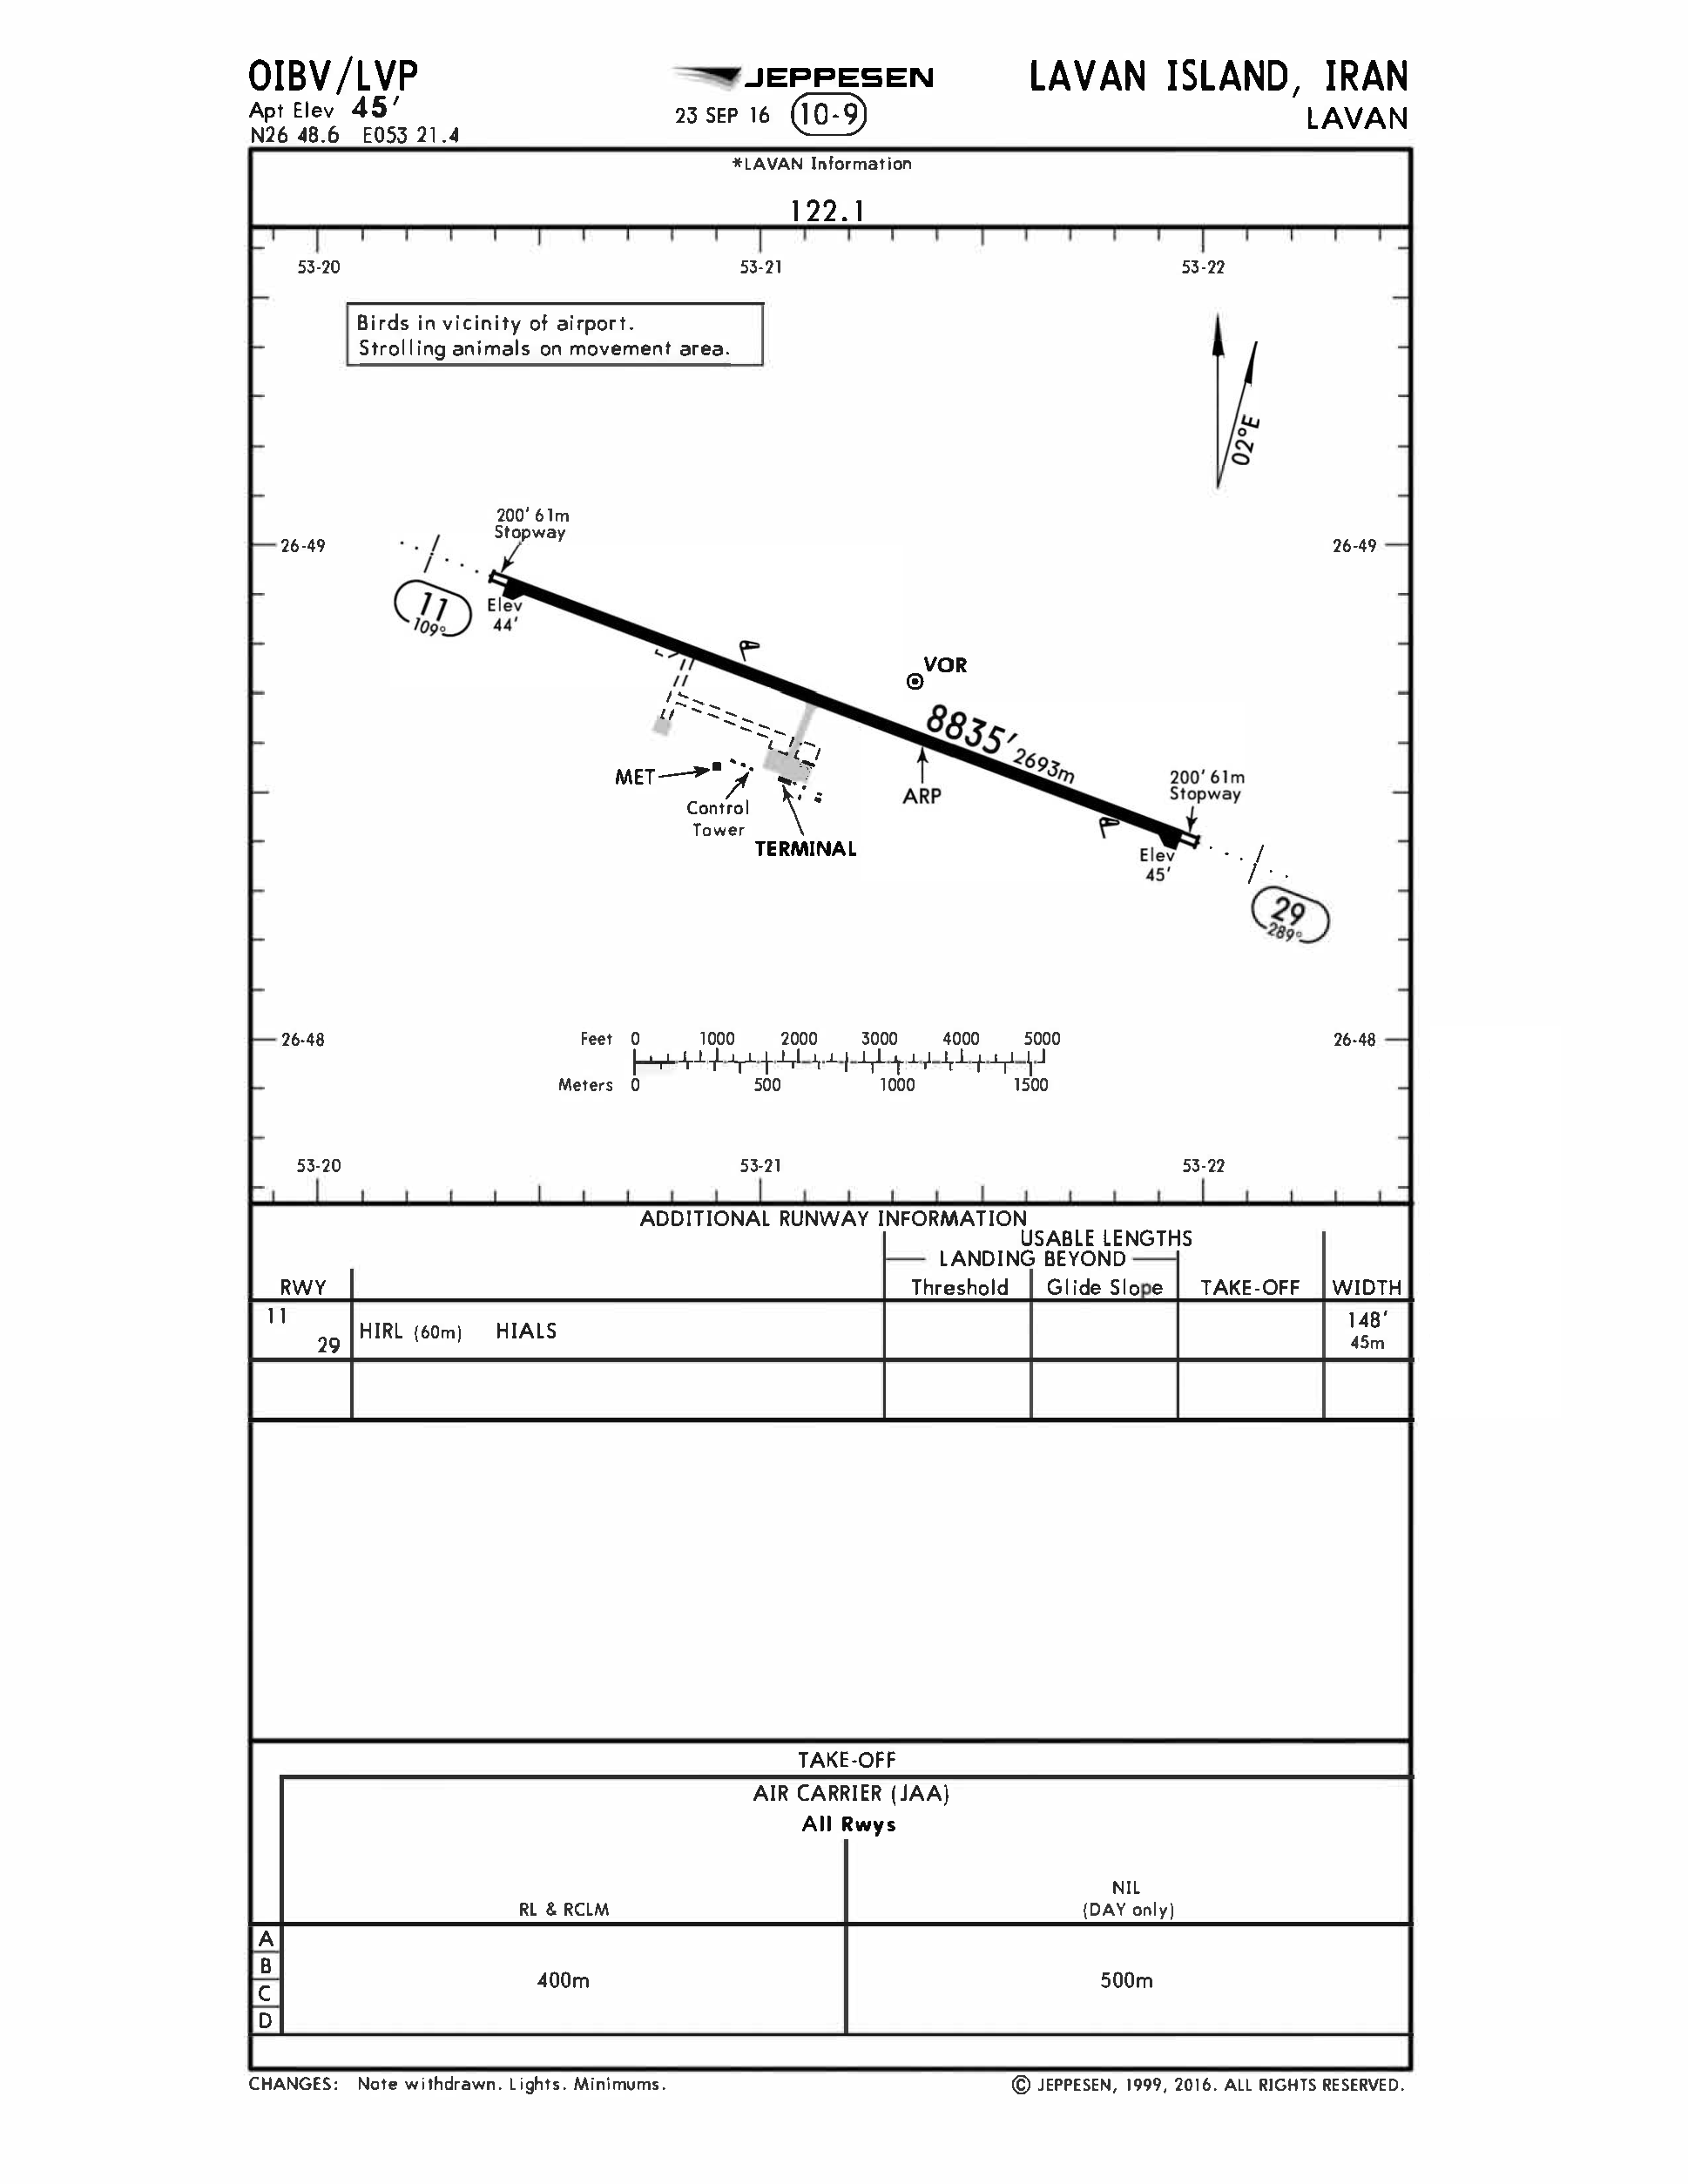 OIBV/LVP
Apt Elev 45'
N26 48.6 E053 21.4
JEPPESEN
23 SEP 16 10-9
LAVAN ISLAND, IRAN
LAVAN
*LAVAN Information
122.1
53-20 53-21 53-22
Birds in vicinity of airport.
Strolling animals on movement area.
02°E
200' 61m
Stopway
26-49 26-49
11
109°
Elev
44'
VOR
8835' 2693m
MET
Control
Tower
TERMINAL
ARP
200' 61m
Stopway
Elev
45'
29
289°
26-48 26-48
Feet 0 1000 2000 3000 4000 5000
Meters 0 500 1000 1500
53-20 53-21 53-22
ADDITIONAL RUNWAY INFORMATION
USABLE LENGTHS
LANDING BEYOND
RWY Threshold Glide Slope TAKE-OFF WIDTH
11
29
HIRL (60m) HIALS
148'
45m
TAKE-OFF
AIR CARRIER (JAA)
All Rwys
RL & RCLM
NIL
(DAY only)
A
B
C
D
400m 500m
CHANGES: Note withdrawn. Lights. Minimums.
© JEPPESEN, 1999, 2016. ALL RIGHTS RESERVED.